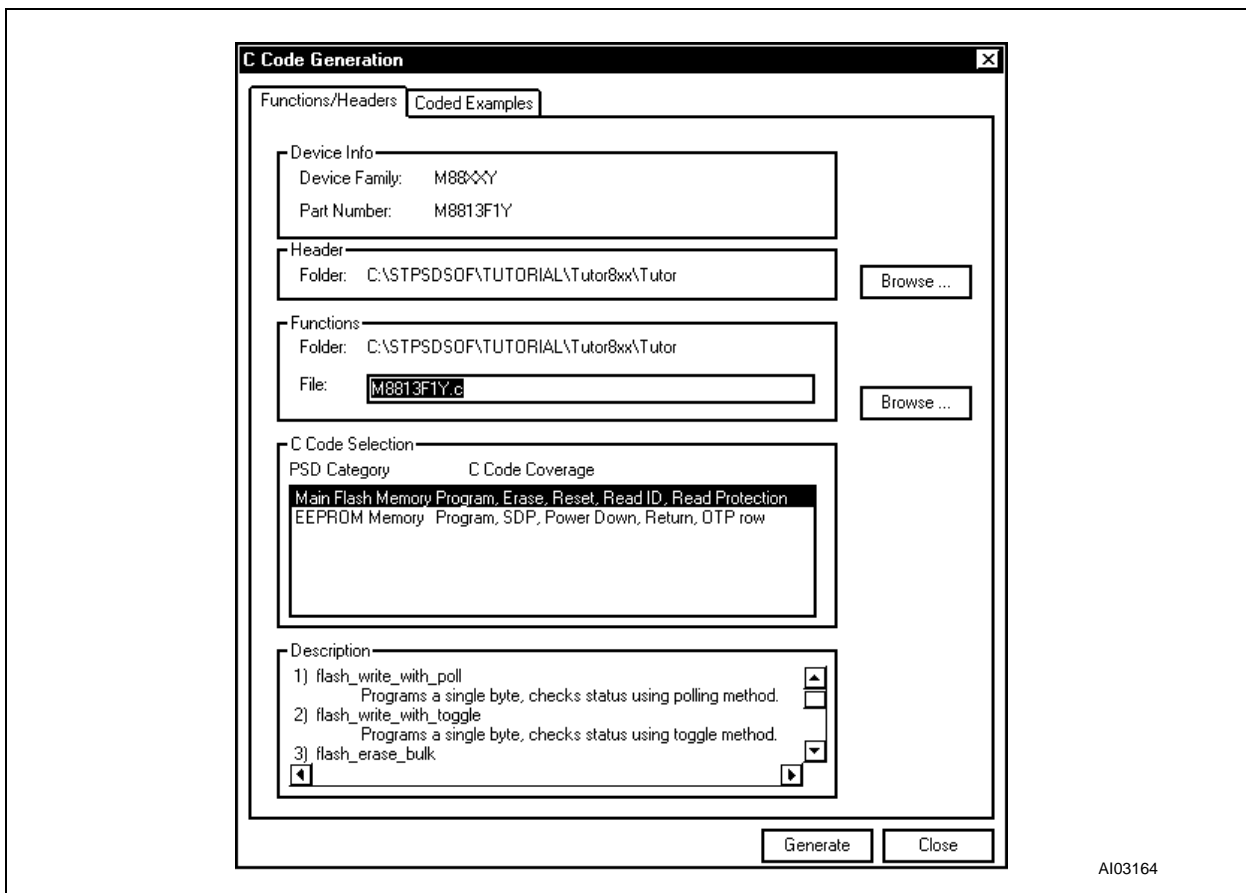 C Code Generation
Functions/Headers Coded Examples
Device Info
Device Family: M88XXY
Part Number: M8813F1Y
Header
Folder: C:\STPSDSOF\TUTORIAL\Tutor8xx\Tutor
Browse ...
Functions
Folder: C:\STPSDSOF\TUTORIAL\Tutor8xx\Tutor
File: M8813F1Y.c
Browse ...
C Code Selection
PSD Category C Code Coverage
Main Flash Memory Program, Erase, Reset, Read ID, Read Protection
EEPROM Memory Program, SDP, Power Down, Return, OTP row
Description
1) flash_write_with_poll
Programs a single byte, checks status using polling method.
2) flash_write_with_toggle
Programs a single byte, checks status using toggle method.
3) flash_erase_bulk
Generate Close
AI03164